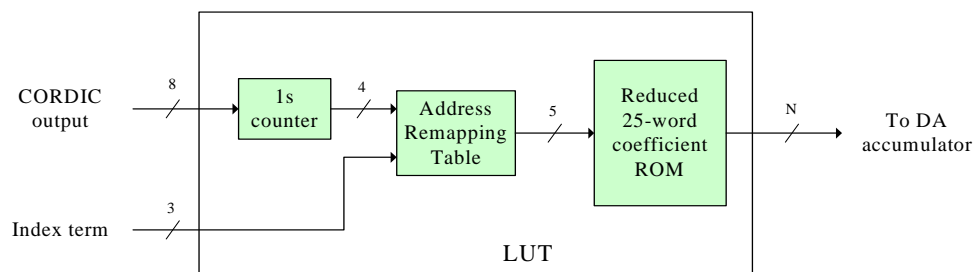 CORDIC
output
8
1s
counter
4
Address
Remapping
Table
5
Reduced
25-word
coefficient
ROM
N
To DA
accumulator
Index term
3
LUT